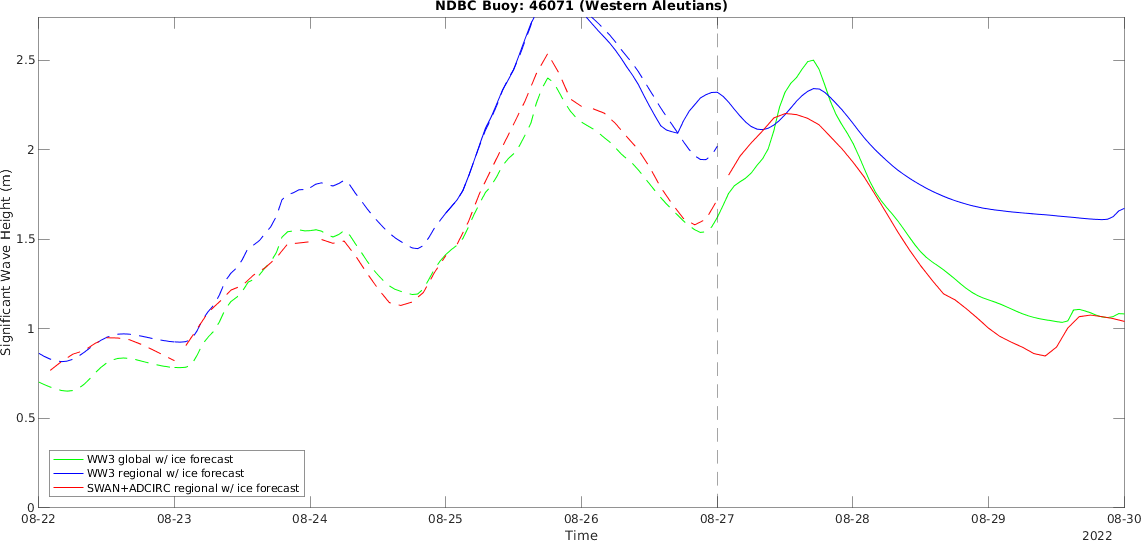 NDBC Buoy: 46071 (Western Aleutians)
2.5
2
1.5
1
0.5
0
Significant Wave Height (m)
WW3 global w/ ice forecast
WW3 regional w/ ice forecast
SWAN+ADCIRC regional w/ ice forecast
08-22 08-23 08-24 08-25 08-26 08-27 08-28 08-29 08-30
Time
2022